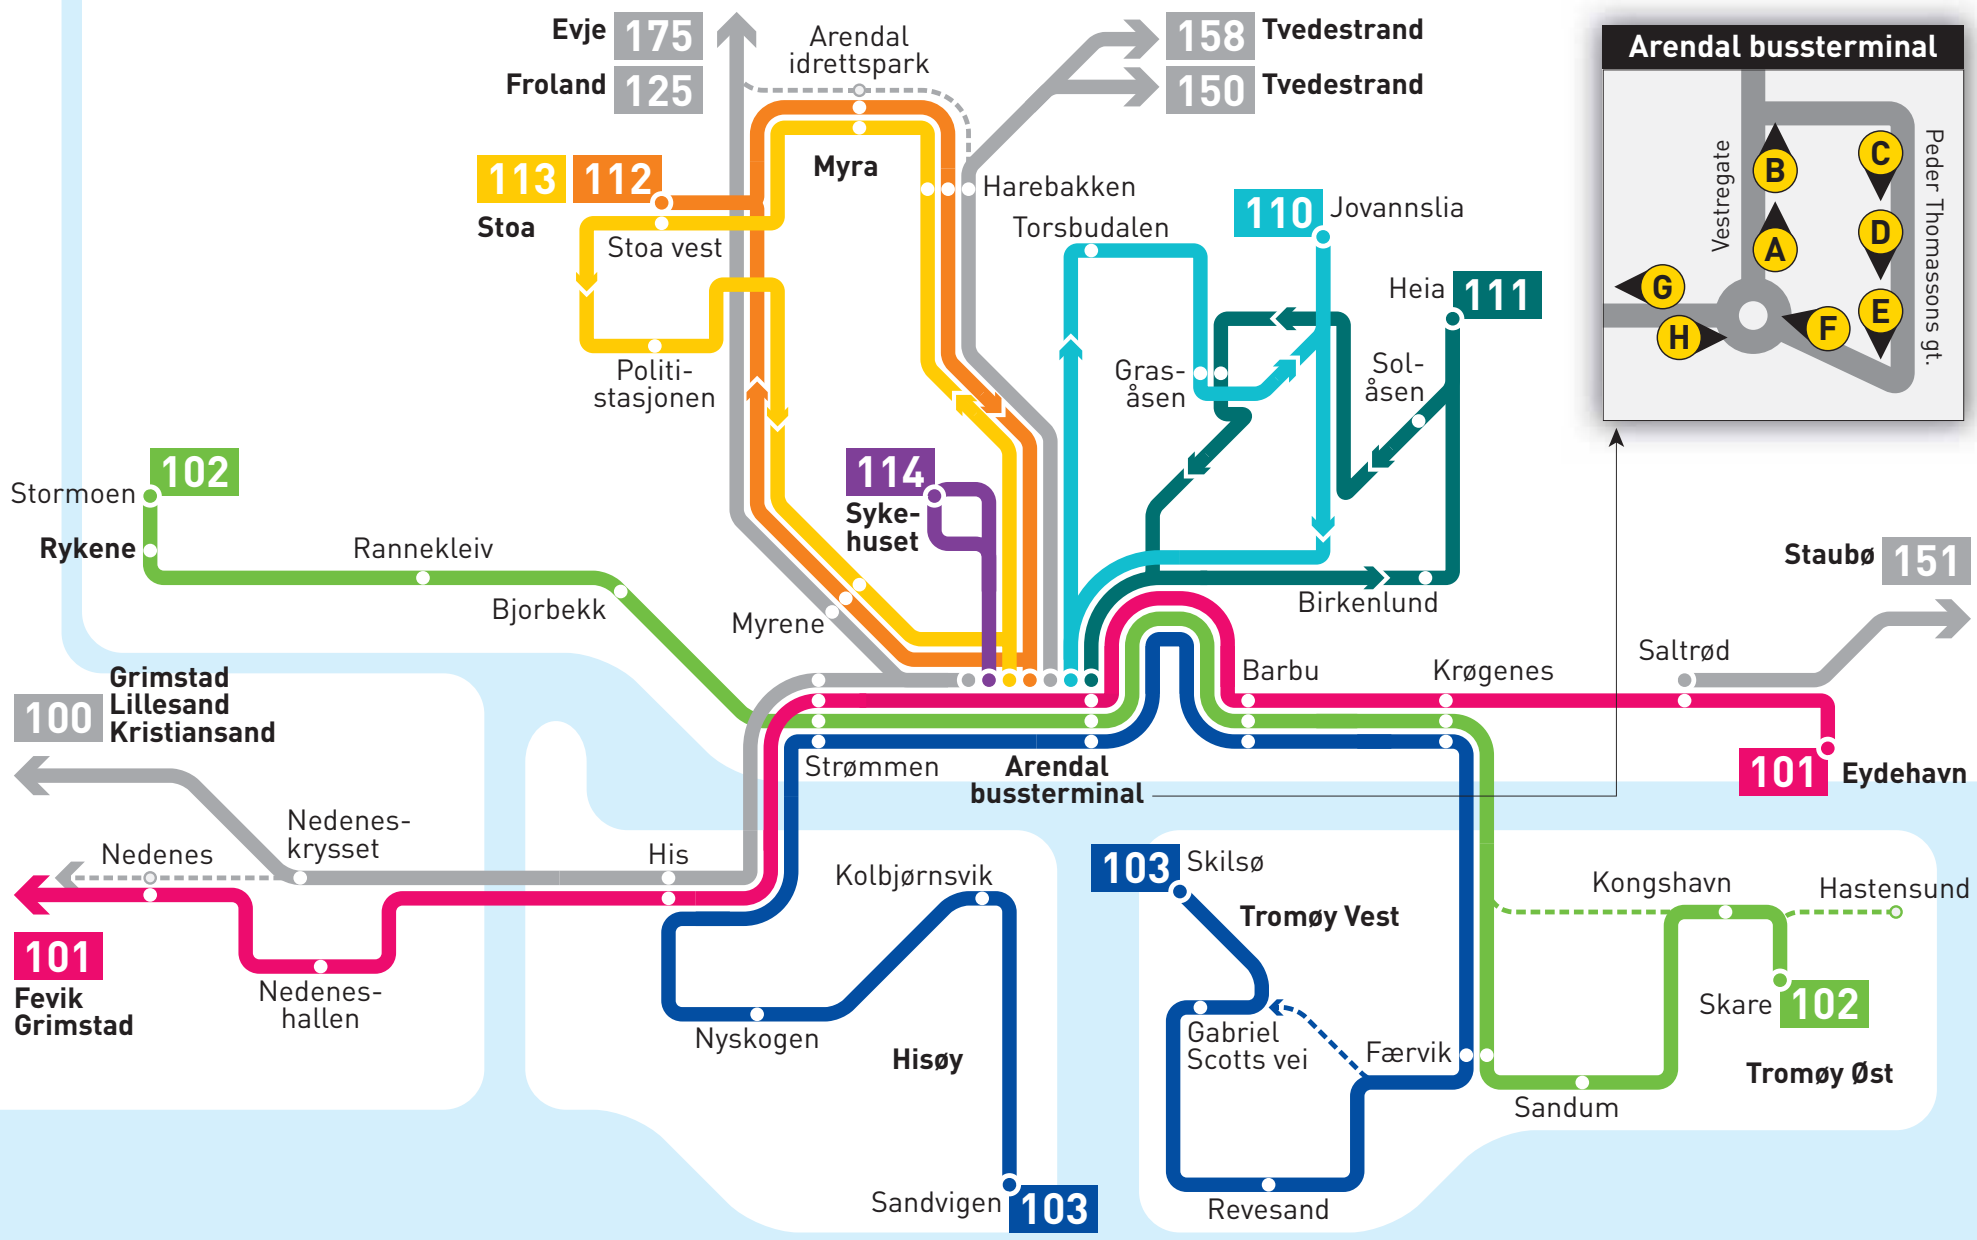 Evje 175
Froland 125
Arendal
idrettspark
158 Tvedestrand
150 Tvedestrand
Arendal bussterminal
Vestregate
Peder Thomassons gt.
B
C
A
D
G
E
H
F
113 112
Stoa
Myra
Harebakken
Stoa vest
Torsbudalen
110 Jovannslia
Heia 111
Politi-
stasjonen
Gras-
åsen
Sol-
åsen
102
Stormoen
Rykene
Rannekleiv
Bjorbekk
114
Syke-
huset
Myrene
Birkenlund
Staubø 151
Saltrød
Barbu
Krøgenes
100
Grimstad
Lillesand
Kristiansand
Strømmen
Arendal
bussterminal
101 Eydehavn
Nedenes
Nedenes-
krysset
His
101
Fevik
Grimstad
Nedenes-
hallen
Kolbjørnsvik
Nyskogen
Hisøy
Sandvigen 103
103 Skilsø
Tromøy Vest
Gabriel
Scotts vei
Færvik
Revesand
Kongshavn
Hastensund
Skare 102
Tromøy Øst
Sandum